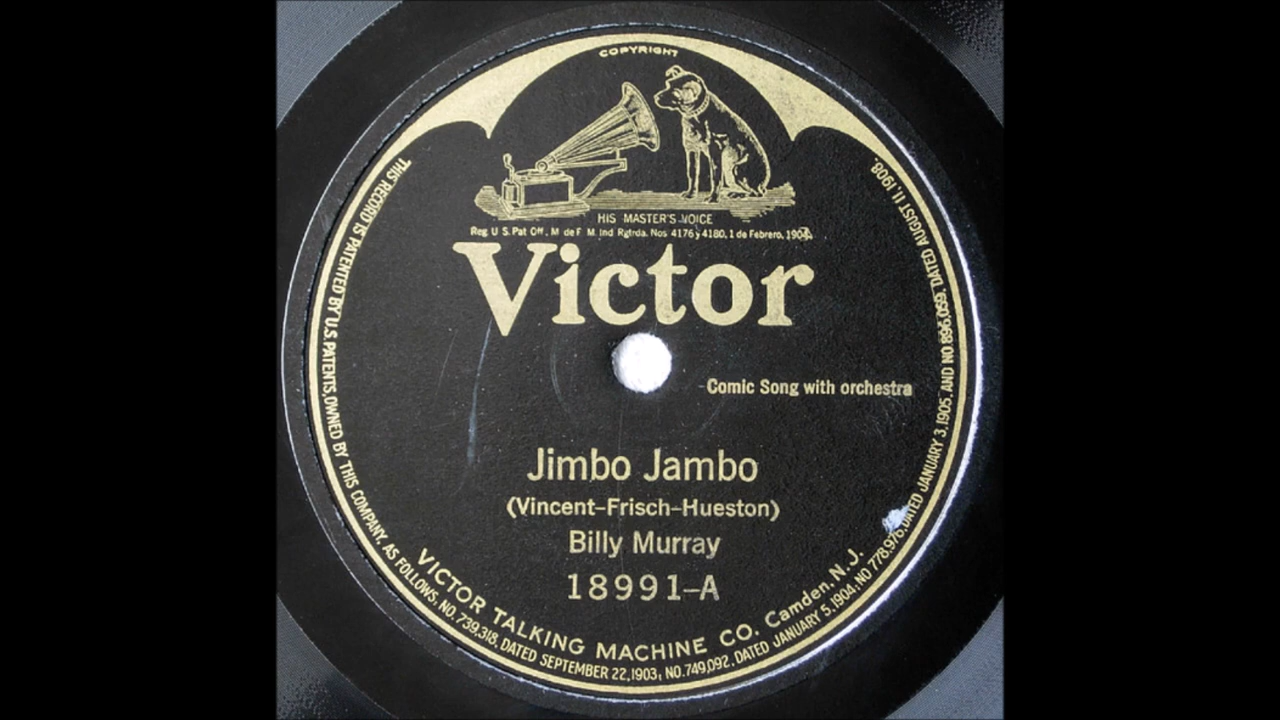 COPYRIGHT
HIS MASTER'S VOICE
Reg. U S. Pat Off., M de F M. Ind Rgtrda. Nos 4176 y 4180, 1 de Febrero, 1904.
Victor
Comic Song with orchestra
Jimbo Jambo
(Vincent-Frisch-Hueston)
Billy Murray
18991-A
VICTOR TALKING MACHINE CO. Camden. N. J.
THIS RECORD IS PATENTED BY U.S. PATENTS, OWNED BY THIS COMPANY, AS FOLLOWS, NO. 739,318, DATED SEPTEMBER 22, 1903; NO. 749,092, DATED JANUARY 5, 1904; NO 778,976, DATED JANUARY 3, 1905, AND NO. 896,059, DATED AUGUST 11, 1908.